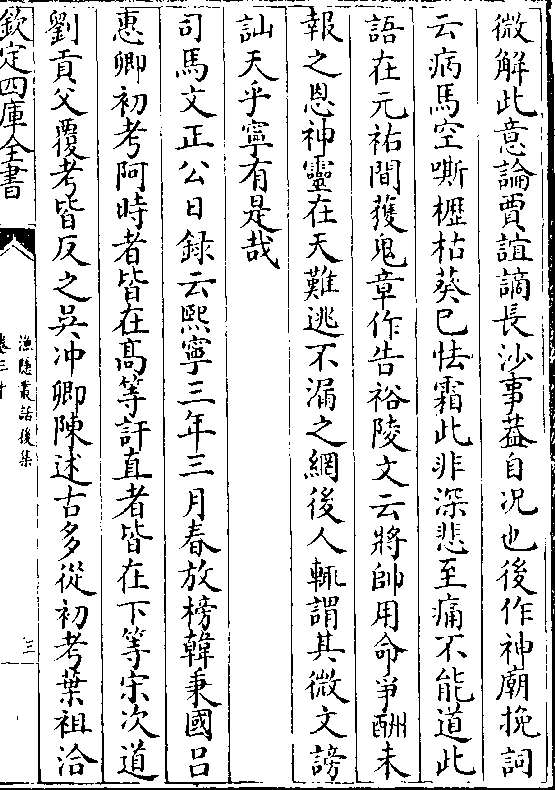 微解此意論賈誼謫長沙事葢自况也後作神廟挽詞
云病馬空嘶櫪枯葵已怯霜此非深悲至痛不能道此
語在元祐間獲鬼章作告裕陵文云將帥用命爭酬未
報之恩神靈在天難逃不漏之網後人輒謂其微文謗
訕天乎寧有是哉
司馬文正公日録云熙寧三年三月春放榜韓秉國吕
惠卿初考阿時者皆在髙等訐直者皆在下等宋次道
劉貢父覆考皆反之吳冲卿陳述古多從初考葉祖洽
欽定四庫全書
漁隱叢話後集
卷三十
三